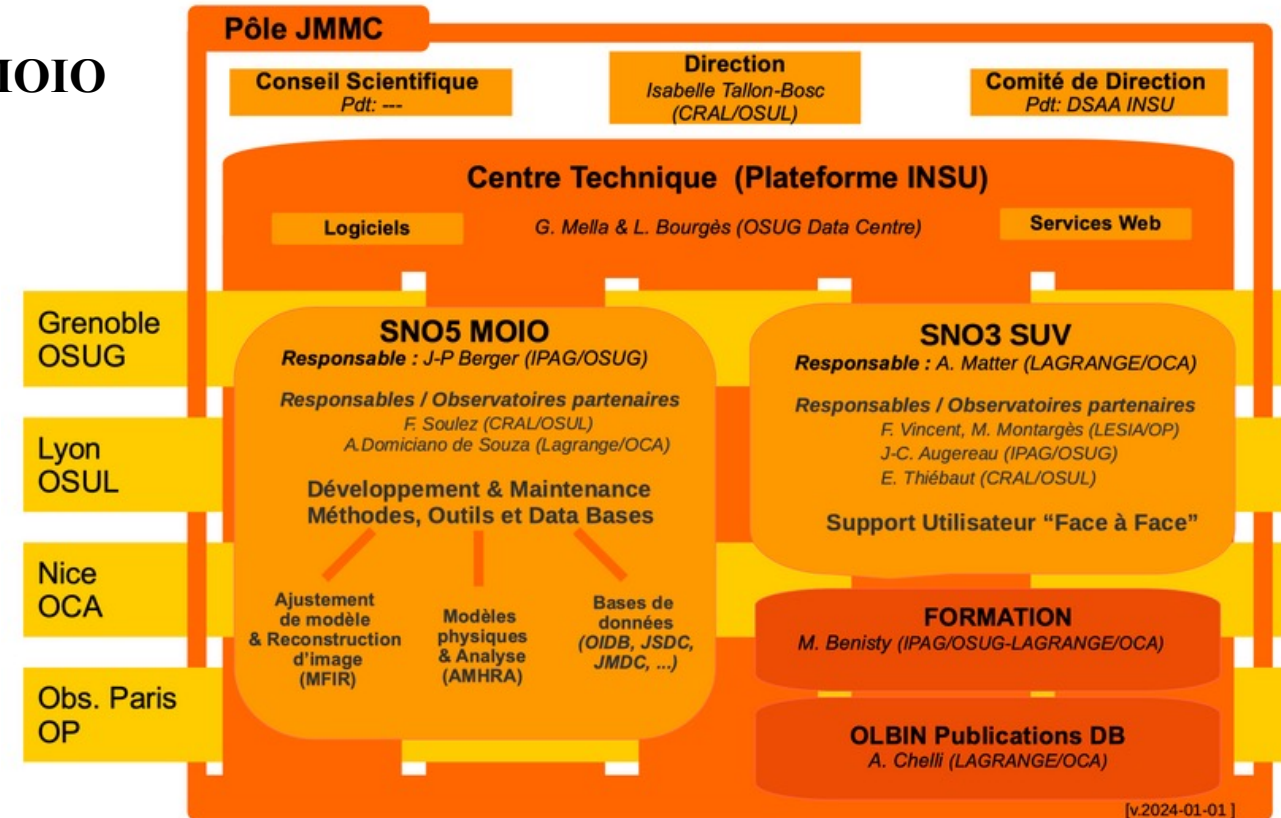 MOIO
Pôle JMMC
Conseil Scientifique
Pdt: ---
Direction
Isabelle Tallon-Bosc
(CRAL/OSUL)
Comité de Direction
Pdt: DSAA INSU
Centre Technique (Plateforme INSU)
Logiciels
G. Mella & L. Bourgès (OSUG Data Centre)
Services Web
Grenoble
OSUG
Lyon
OSUL
Nice
OCA
Obs. Paris
OP
SNO5 MOIO
Responsable : J-P Berger (IPAG/OSUG)
Responsables / Observatoires partenaires
F. Soulez (CRAL/OSUL)
A.Domiciano de Souza (Lagrange/OCA)
Développement & Maintenance
Méthodes, Outils et Data Bases
Ajustement
de modèle
& Reconstruction
d'image
(MFIR)
Modèles
physiques
& Analyse
(AMHRA)
Bases de
données
(OIDB, JSDC,
JMDC, ...)
SNO3 SUV
Responsable : A. Matter (LAGRANGE/OCA)
Responsables / Observatoires partenaires
F. Vincent, M. Montargès (LESIA/OP)
J-C. Augereau (IPAG/OSUG)
E. Thiébaut (CRAL/OSUL)
Support Utilisateur “Face à Face”
FORMATION
M. Benisty (IPAG/OSUG-LAGRANGE/OCA)
OLBIN Publications DB
A. Chelli (LAGRANGE/OCA)
[v.2024-01-01 ]